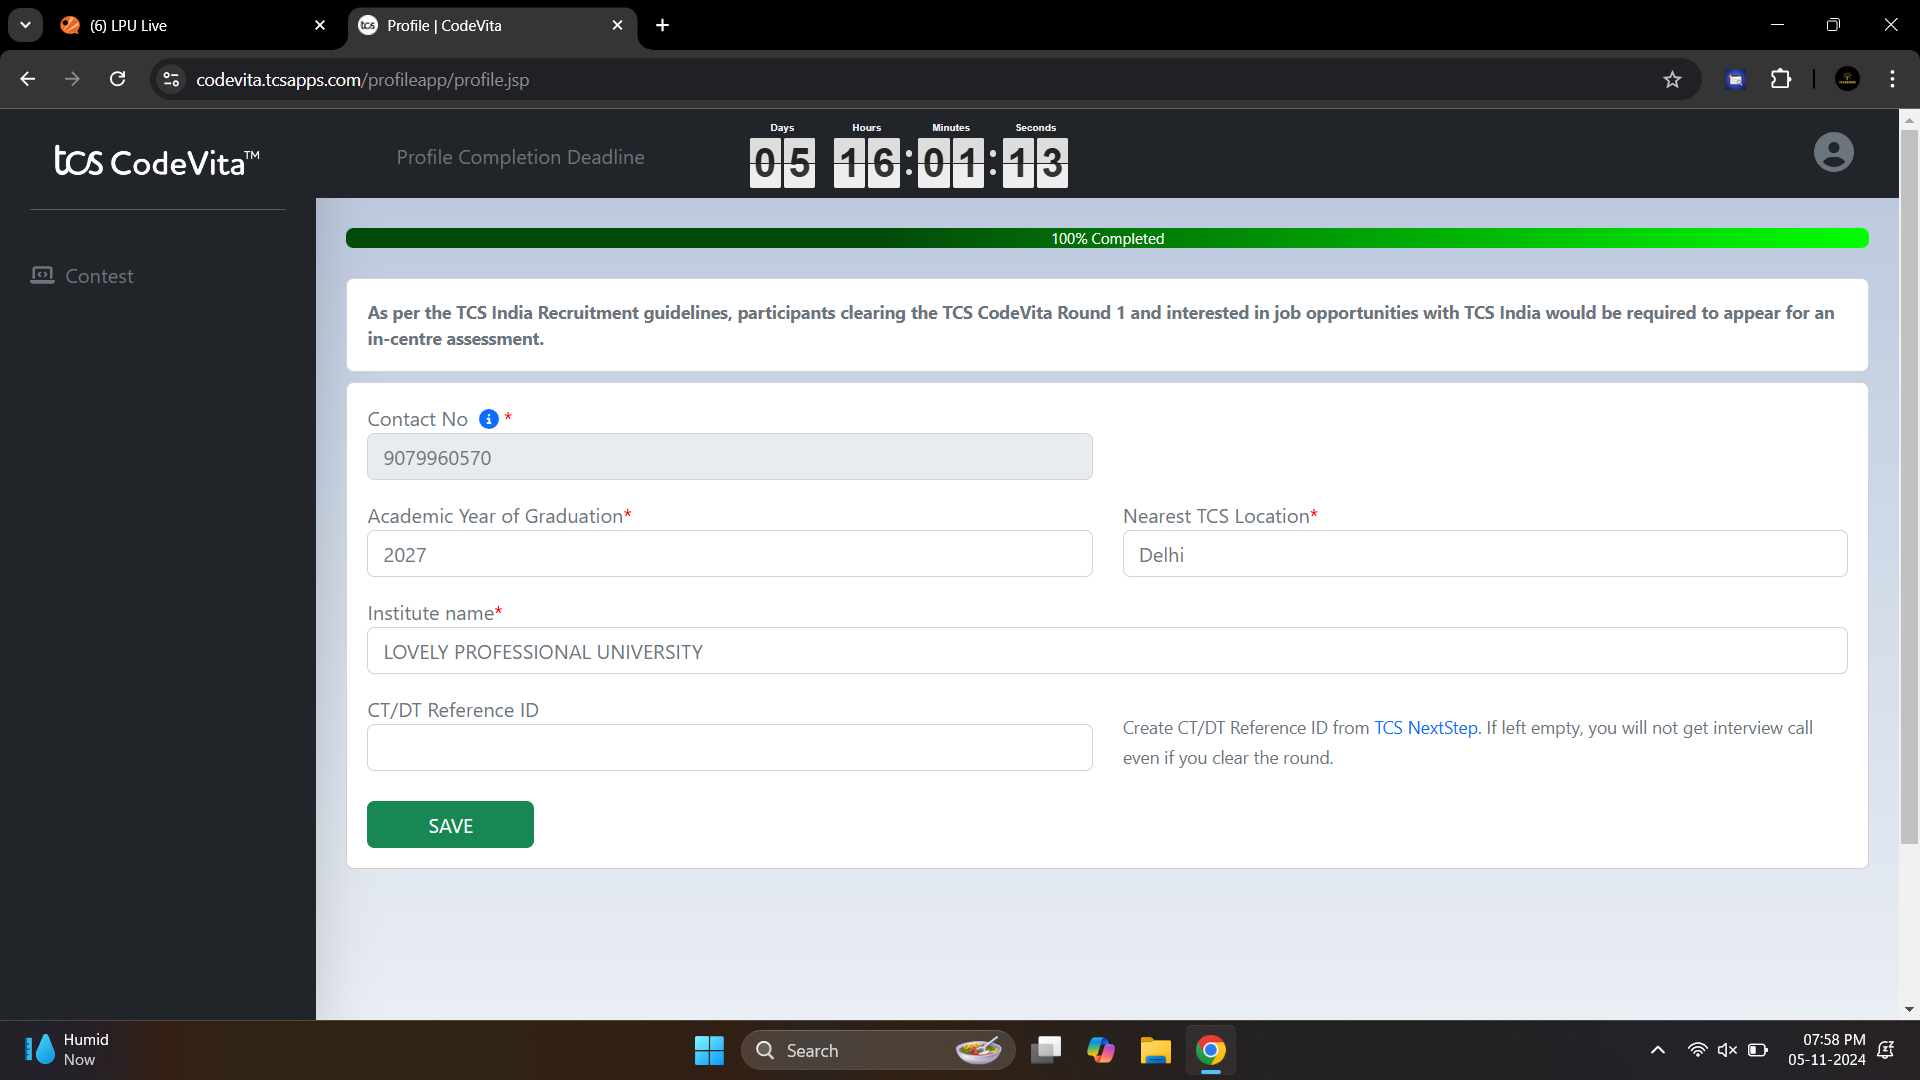 (6) LPU Live
tcs
Profile | CodeVita
codevita.tcsapps.com/profileapp/profile.jsp
tcs CodeVita™
Profile Completion Deadline
Days Hours Minutes Seconds
05 16:01:13
Contest
100% Completed
As per the TCS India Recruitment guidelines, participants clearing the TCS CodeVita Round 1 and interested in job opportunities with TCS India would be required to appear for an
in-centre assessment.
Contact No *
9079960570
Academic Year of Graduation*
2027
Nearest TCS Location*
Delhi
Institute name*
LOVELY PROFESSIONAL UNIVERSITY
CT/DT Reference ID
Create CT/DT Reference ID from TCS NextStep. If left empty, you will not get interview call
even if you clear the round.
SAVE
Humid
Now
Search
07:58 PM
05-11-2024